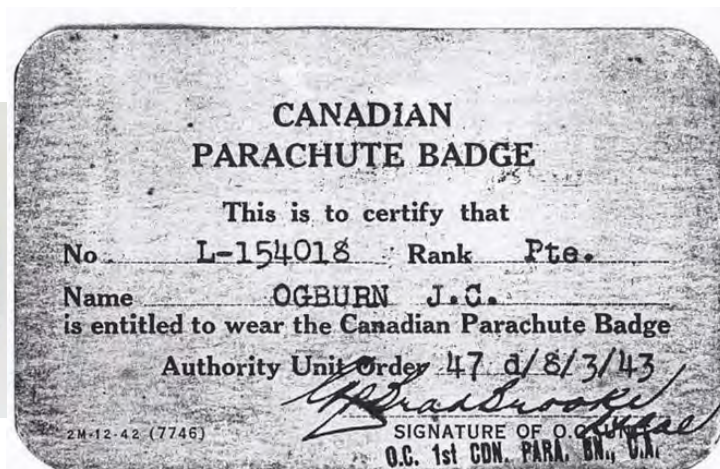 CANADIAN
PARACHUTE BADGE
This is to certify that
No L-154018 Rank Pte.
Name OGBURN J.C.
is entitled to wear the Canadian Parachute Badge
Authority Unit Order 47 d/8/3/43
GFBradbrooke
2M-12-42 (7746) SIGNATURE OF O.C.
O.C. 1st CDN. PARA. BN., C.A.